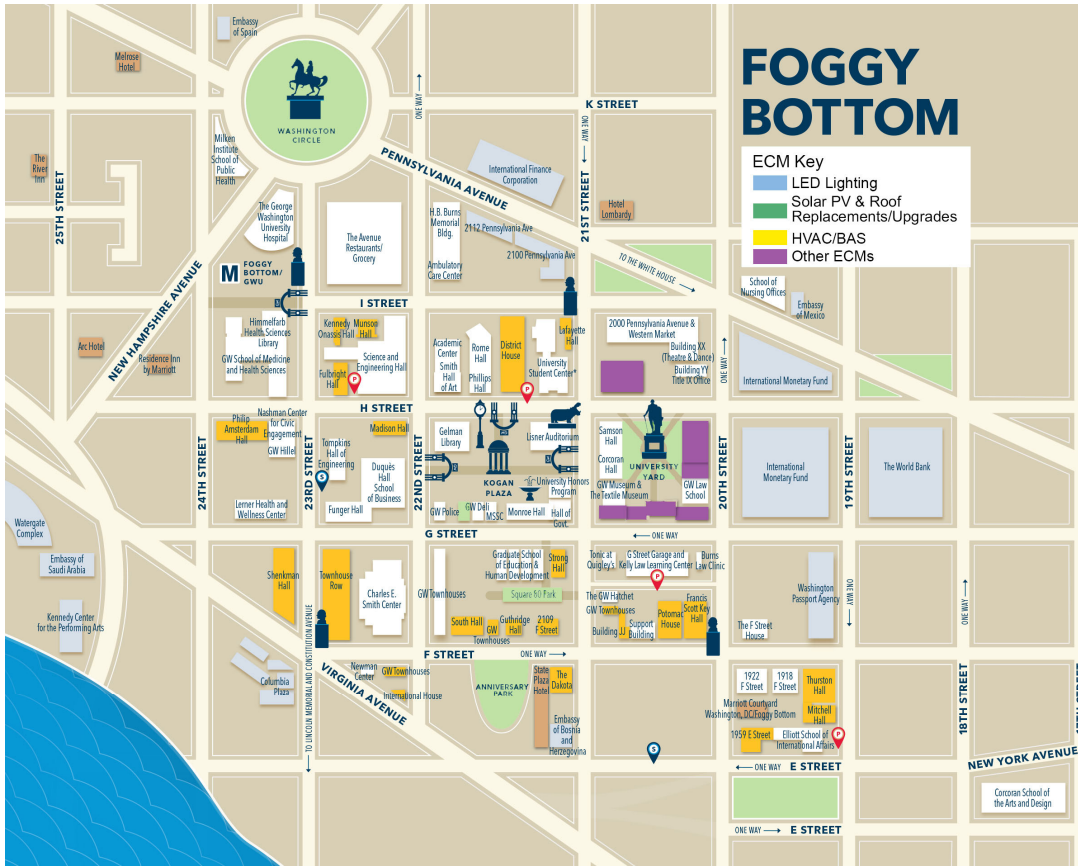 FOGGY
BOTTOM
ECM Key
LED Lighting
Solar PV & Roof
Replacements/Upgrades
HVAC/BAS
Other ECMs
Embassy
of Spain
Melrose
Hotel
WASHINGTON
CIRCLE
ONE WAY
K STREET
ONE WAY
The
River
Inn
25TH STREET
Milken
Institute
School of
Public
Health
PENNSYLVANIA AVENUE
International Finance
Corporation
21ST STREET
Hotel
Lombardy
The George
Washington
University
Hospital
The Avenue
Restaurants/
Grocery
H.B. Burns
Memorial
Bldg.
2112 Pennsylvania Ave
2100 Pennsylvania Ave
Ambulatory
Care Center
TO THE WHITE HOUSE
M
FOGGY
BOTTOM/
GWU
NEW HAMPSHIRE AVENUE
I STREET
School of
Nursing Offices
Embassy
of Mexico
Himmelfarb
Health Sciences
Library
GW School of Medicine
and Health Sciences
Kennedy
Onassis Hall
Munson
Hall
Science and
Engineering Hall
Fulbright
Hall
P
Academic
Center
Smith
Hall
of Art
Rome
Hall
Phillips
Hall
District
House
P
Lafayette
Hall
University
Student Center*
2000 Pennsylvania Avenue &
Western Market
Building XX
(Theatre & Dance)
Building YY
Title IX Office
ONE WAY
International Monetary Fund
Arc Hotel
Residence Inn
by Marriott
H STREET
Philip
Amsterdam
Hall
Nashman Center
for Civic
Engagement
GW Hillel
24TH STREET
23RD STREET
Tompkins
Hall of
Engineering
S
Madison Hall
Duquès
Hall
School
of Business
22ND STREET
Gelman
Library
Lisner Auditorium
KOGAN
PLAZA
University Honors
Program
Samson
Hall
Corcoran
Hall
UNIVERSITY
YARD
GW Museum &
The Textile Museum
GW Law
School
20TH STREET
International
Monetary Fund
19TH STREET
The World Bank
Lerner Health and
Wellness Center
Funger Hall
GW Police
GW Deli
MSSC
Monroe Hall
Hall of
Govt.
Watergate
Complex
G STREET
ONE WAY
Embassy of
Saudi Arabia
Shenkman
Hall
Townhouse
Row
Charles E.
Smith Center
GW Townhouses
Graduate School
of Education &
Human Development
Strong
Hall
Square 80 Park
Tonic at
Quigley's
G Street Garage and
Kelly Law Learning Center
Burns
Law Clinic
P
Washington
Passport Agency
ONE WAY
ONE WAY
Kennedy Center
for the Performing Arts
South Hall
GW
Townhouses
Guthridge
Hall
2109
F Street
The GW Hatchet
GW Townhouses
Building JJ
Support
Building
Potomac
House
Francis
Scott Key
Hall
The F Street
House
TO LINCOLN MEMORIAL AND CONSTITUTION AVENUE
F STREET
ONE WAY
Columbia
Plaza
VIRGINIA AVENUE
Newman
Center
GW Townhouses
International House
ANNIVERSARY
PARK
State
Plaza
Hotel
The
Dakota
Embassy
of Bosnia
and
Herzegovina
S
1922
F Street
1918
F Street
Thurston
Hall
Marriott Courtyard
Washington, DC/Foggy Bottom
Mitchell
Hall
1959 E Street
Elliott School of
International Affairs
P
18TH STREET
NEW YORK AVENUE
ONE WAY
E STREET
Corcoran School of
the Arts and Design
ONE WAY
E STREET